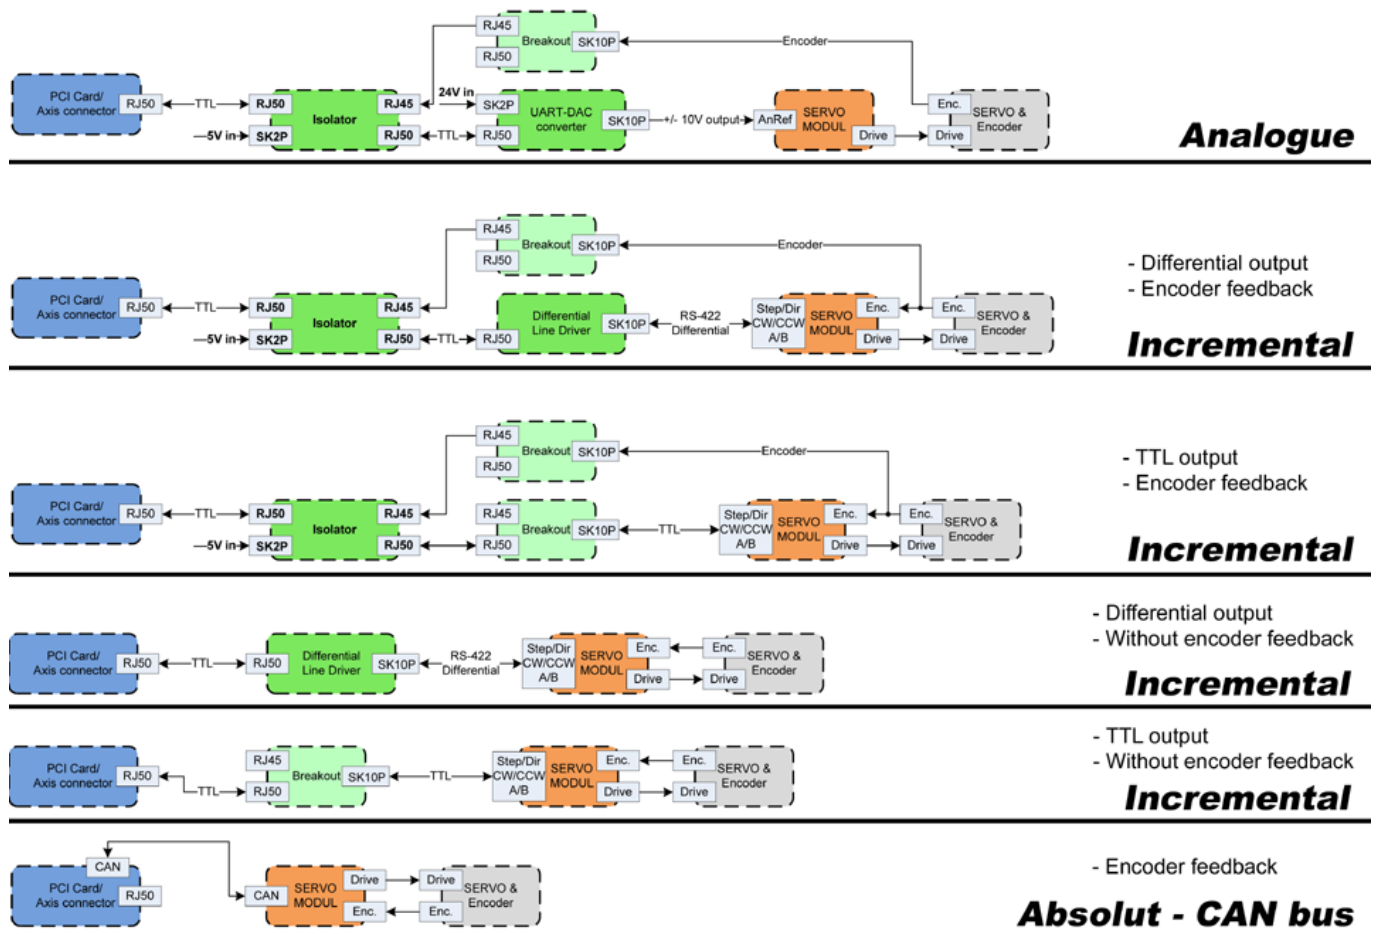 RJ45
Breakout
SK10P
Encoder
RJ50
PCI Card/
Axis connector
RJ50
TTL
RJ50
Isolator
RJ45
24V in
SK2P
UART-DAC
converter
SK10P
+/- 10V output
AnRef
SERVO
MODUL
Enc.
SERVO &
Encoder
5V in
SK2P
RJ50
TTL
RJ50
Drive
Drive
Analogue
RJ45
Breakout
SK10P
Encoder
RJ50
- Differential output
- Encoder feedback
PCI Card/
Axis connector
RJ50
TTL
RJ50
Isolator
RJ45
Differential
Line Driver
SK10P
RS-422
Differential
Step/Dir
CW/CCW
A/B
SERVO
MODUL
Enc.
Enc.
SERVO &
Encoder
5V in
SK2P
RJ50
TTL
RJ50
Drive
Drive
Incremental
RJ45
Breakout
SK10P
Encoder
RJ50
- TTL output
- Encoder feedback
PCI Card/
Axis connector
RJ50
TTL
RJ50
Isolator
RJ45
RJ45
Breakout
SK10P
TTL
Step/Dir
CW/CCW
A/B
SERVO
MODUL
Enc.
Enc.
SERVO &
Encoder
5V in
SK2P
RJ50
RJ50
Drive
Drive
Incremental
- Differential output
- Without encoder feedback
PCI Card/
Axis connector
RJ50
TTL
RJ50
Differential
Line Driver
SK10P
RS-422
Differential
Step/Dir
CW/CCW
A/B
SERVO
MODUL
Enc.
Enc.
SERVO &
Encoder
Drive
Drive
Incremental
- TTL output
- Without encoder feedback
PCI Card/
Axis connector
RJ50
TTL
RJ45
RJ50
Breakout
SK10P
TTL
Step/Dir
CW/CCW
A/B
SERVO
MODUL
Enc.
Enc.
SERVO &
Encoder
Drive
Drive
Incremental
CAN
PCI Card/
Axis connector
RJ50
CAN
SERVO
MODUL
Drive
Drive
SERVO &
Encoder
Enc.
Enc.
- Encoder feedback
Absolut - CAN bus